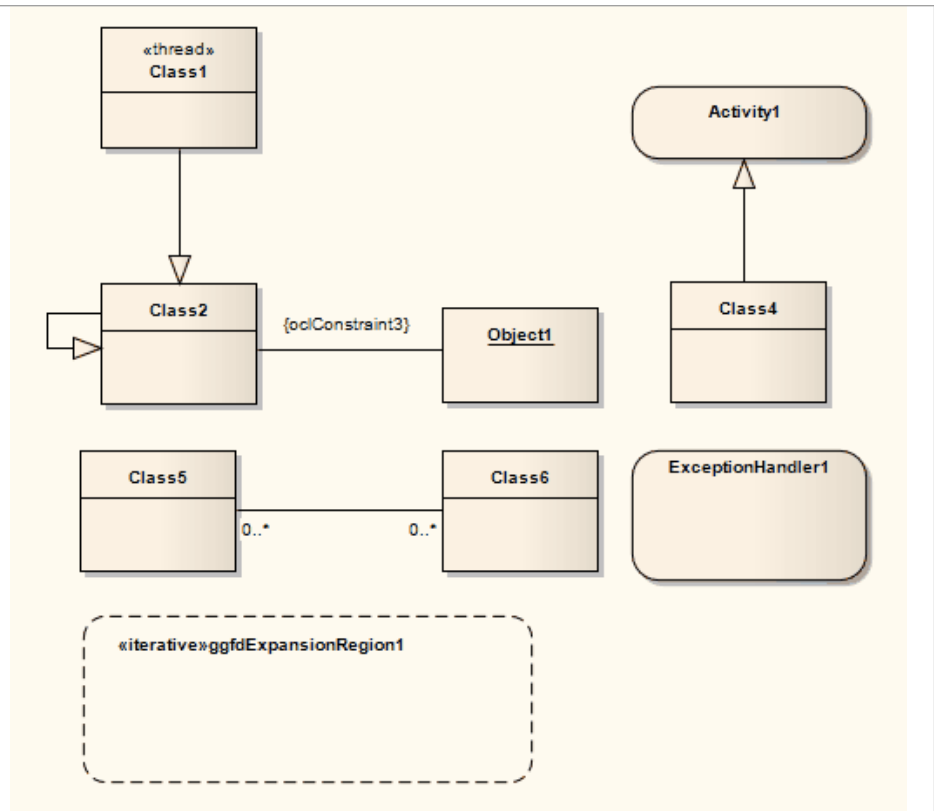 «thread»
Class1
Activity1
Class2
{oclConstraint3}
Object1
Class4
Class5
Class6
ExceptionHandler1
0..*
0..*
«iterative»ggfdExpansionRegion1